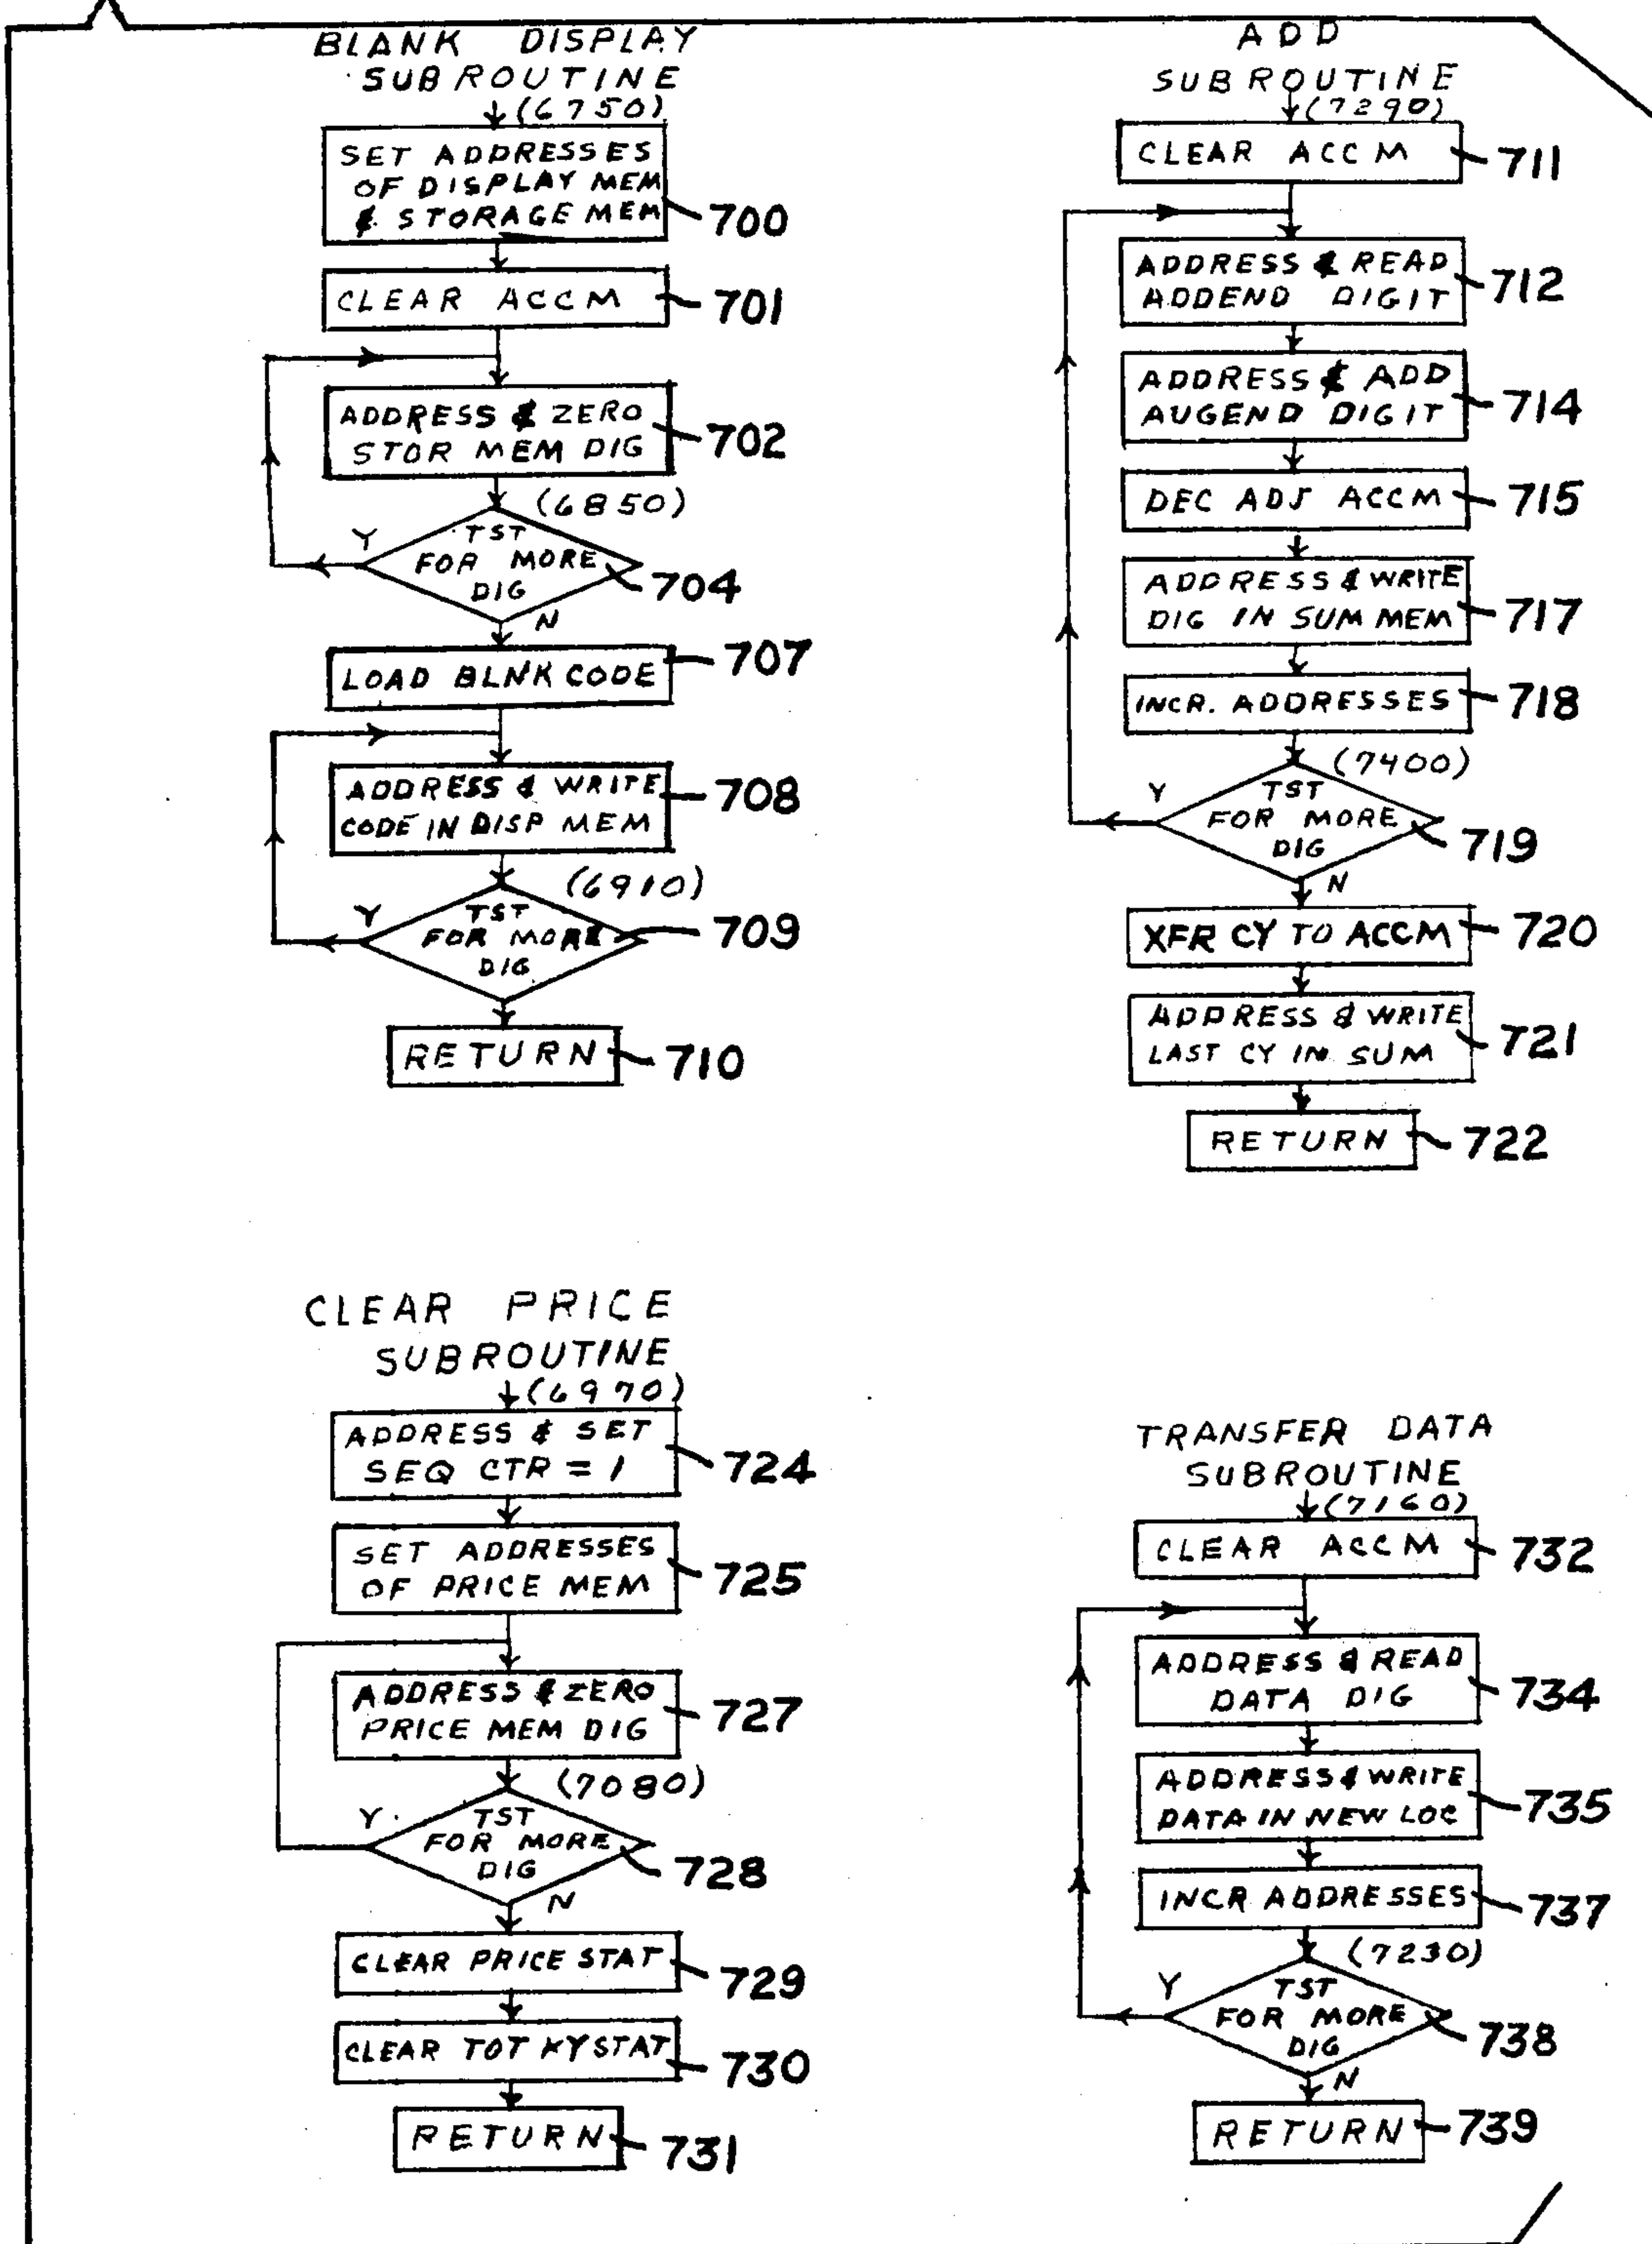 BLANK DISPLAY
SUBROUTINE
(6750)
SET ADDRESSES
OF DISPLAY MEM
& STORAGE MEM
700
CLEAR ACCM
701
ADDRESS & ZERO
STOR MEM DIG
702
(6850)
Y
TST
FOR MORE
DIG
704
N
LOAD BLNK CODE
707
ADDRESS & WRITE
CODE IN DISP MEM
708
(6910)
Y
TST
FOR MORE
DIG
709
RETURN
710
ADD
SUBROUTINE
(7290)
CLEAR ACCM
711
ADDRESS & READ
ADDEND DIGIT
712
ADDRESS & ADD
AUGEND DIGIT
714
DEC ADJ ACCM
715
ADDRESS & WRITE
DIG IN SUM MEM
717
INCR. ADDRESSES
718
(7400)
Y
TST
FOR MORE
DIG
719
N
XFR CY TO ACCM
720
ADDRESS & WRITE
LAST CY IN SUM
721
RETURN
722
CLEAR PRICE
SUBROUTINE
(6970)
ADDRESS & SET
SEQ CTR = 1
724
SET ADDRESSES
OF PRICE MEM
725
ADDRESS & ZERO
PRICE MEM DIG
727
(7080)
Y
TST
FOR MORE
DIG
728
N
CLEAR PRICE STAT
729
CLEAR TOT KY STAT
730
RETURN
731
TRANSFER DATA
SUBROUTINE
(7160)
CLEAR ACCM
732
ADDRESS & READ
DATA DIG
734
ADDRESS & WRITE
DATA IN NEW LOC
735
INCR ADDRESSES
737
(7230)
Y
TST
FOR MORE
DIG
738
N
RETURN
739